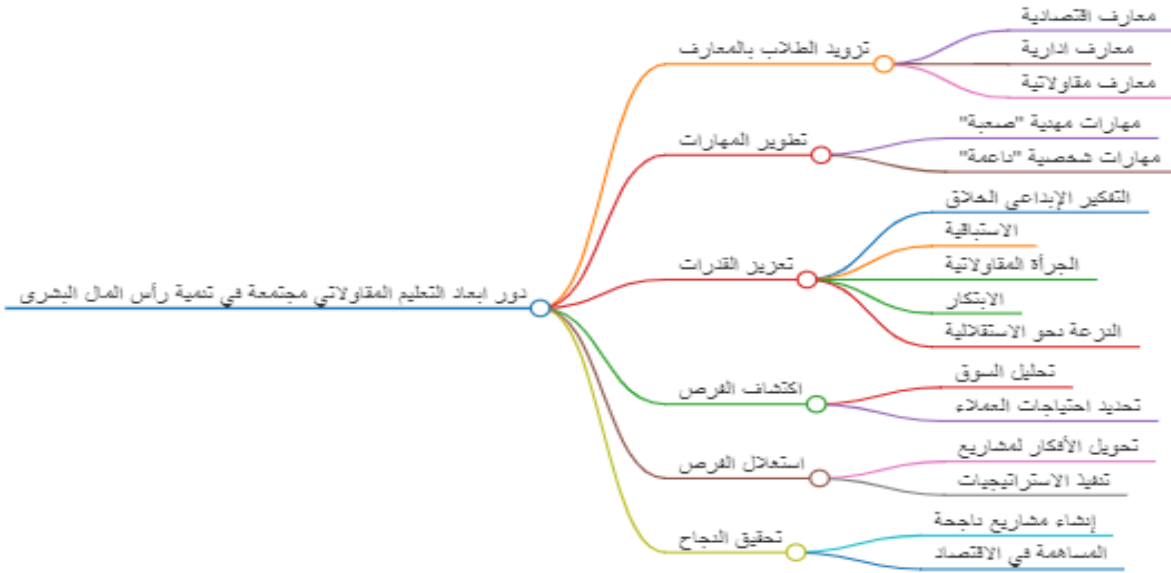 دور ابعاد التعليم المقاولاتي مجتمعة في تنمية رأس المال البشرى
تزويد الطلاب بالمعارف
معارف اقتصادية
معارف ادارية
معارف مقاولاتية
تطوير المهارات
مهارات مهنية "صعبة"
مهارات شخصية "ناعمة"
تعزيز القدرات
التفكير الإبداعي الخلاق
الاستباقية
الجرأة المقاولاتية
الابتكار
النزعة نحو الاستقلالية
اكتشاف الفرص
تحليل السوق
تحديد احتياجات العملاء
استغلال الفرص
تحويل الأفكار لمشاريع
تنفيذ الاستراتيجيات
تحقيق النجاح
إنشاء مشاريع ناجحة
المساهمة في الاقتصاد